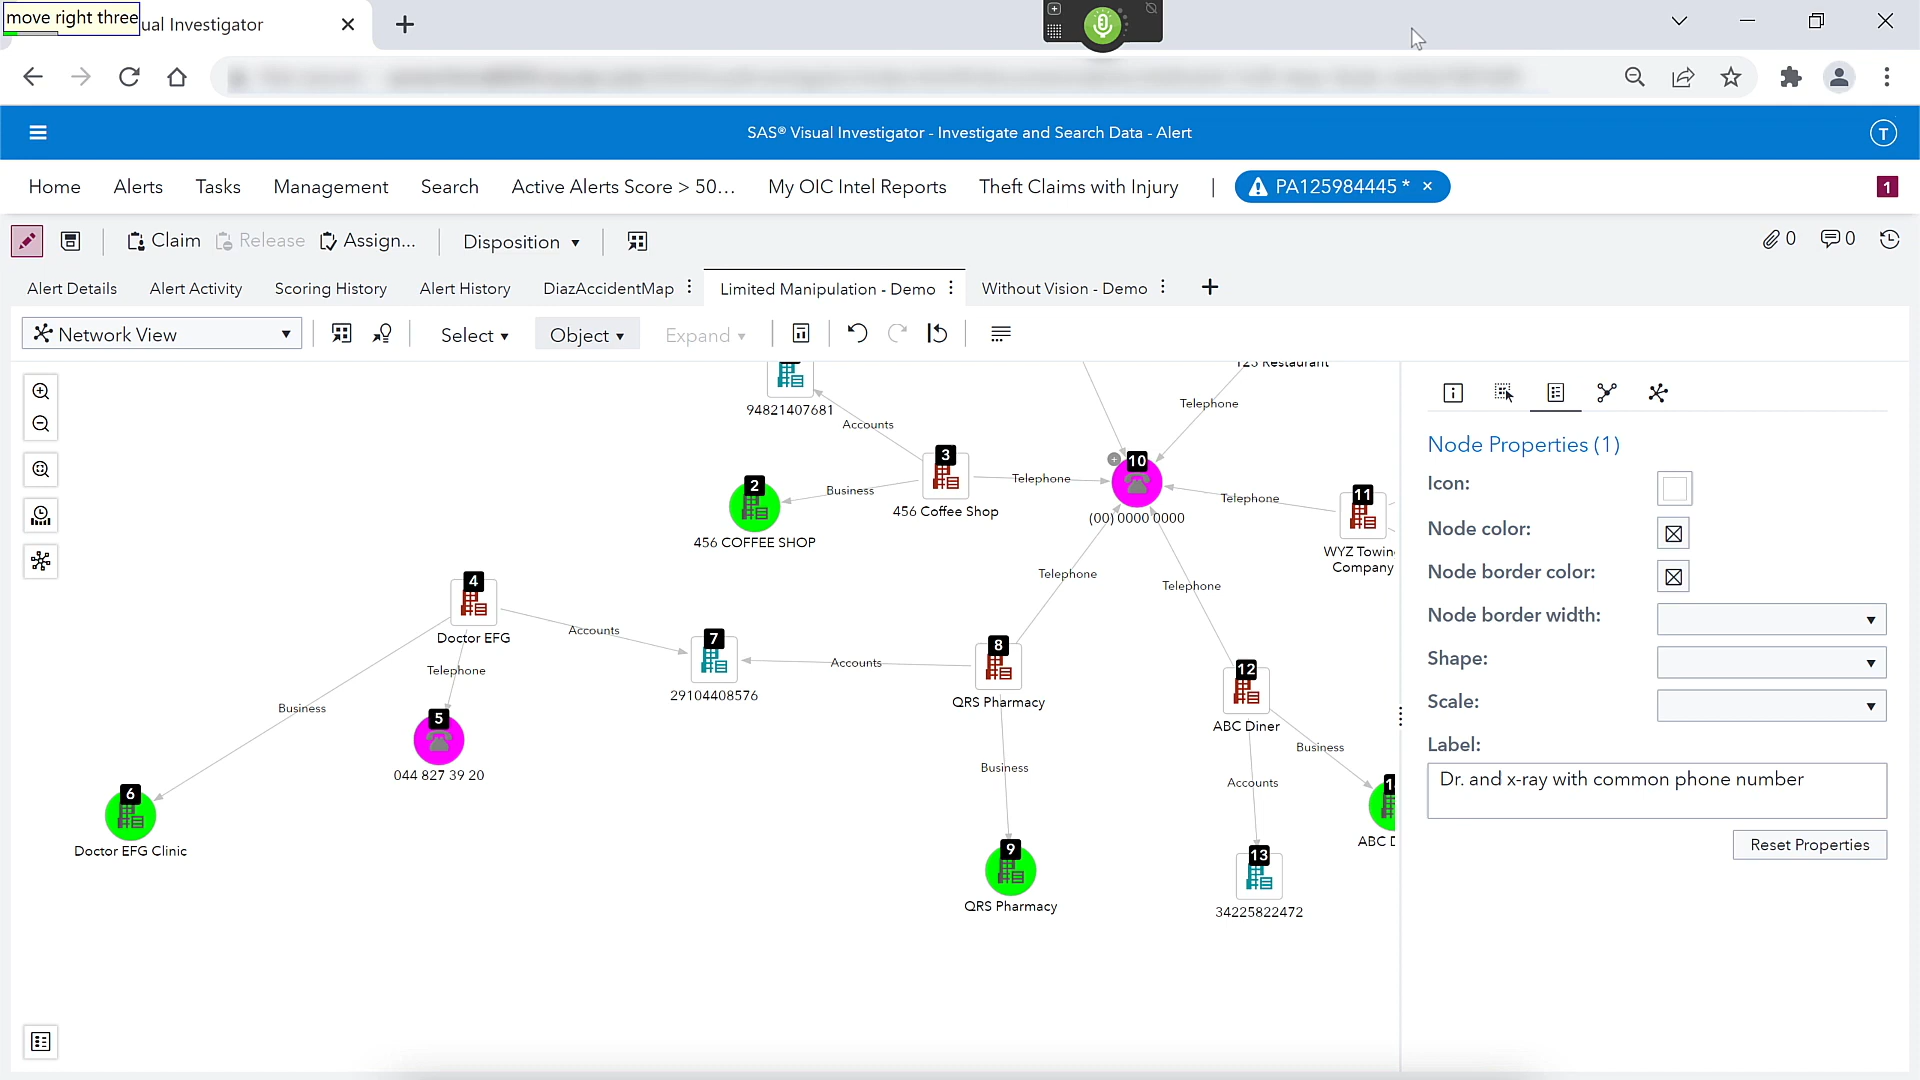 move right three
ual Investigator
SAS® Visual Investigator - Investigate and Search Data - Alert
T
Home
Alerts
Tasks
Management
Search
Active Alerts Score > 50...
My OIC Intel Reports
Theft Claims with Injury
PA125984445 *
1
Claim
Release
Assign...
Disposition
0
0
Alert Details
Alert Activity
Scoring History
Alert History
DiazAccidentMap
Limited Manipulation - Demo
Without Vision - Demo
Network View
Select
Object
Expand
94821407681
Accounts
Telephone
3
456 Coffee Shop
2
Business
456 COFFEE SHOP
Telephone
10
(00) 0000 0000
Telephone
11
WYZ Towin
Company
Telephone
Telephone
4
Doctor EFG
Accounts
7
29104408576
Accounts
8
QRS Pharmacy
Telephone
5
044 827 39 20
Business
6
Doctor EFG Clinic
Business
9
QRS Pharmacy
12
ABC Diner
Business
Accounts
13
34225822472
Node Properties (1)
Icon:
Node color:
Node border color:
Node border width:
Shape:
Scale:
Label:
Dr. and x-ray with common phone number
Reset Properties